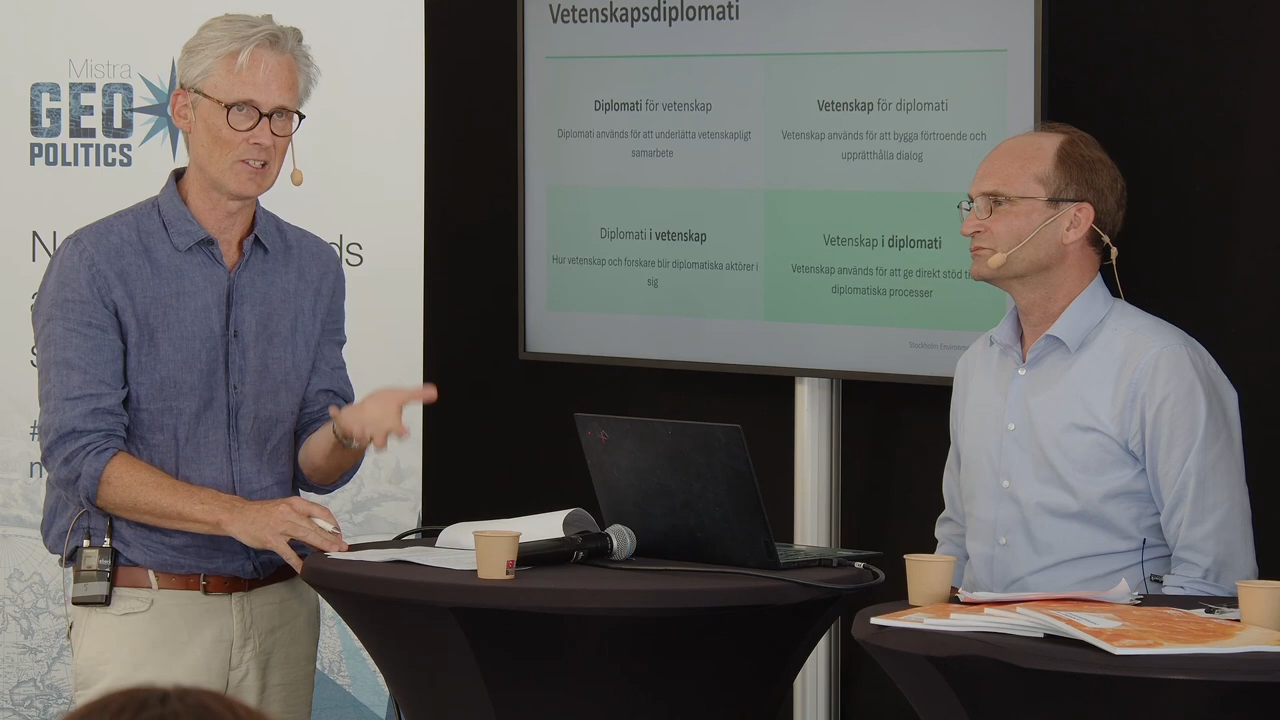 Mistra
GEO
POLITICS
N ds
#
Vetenskapsdiplomati
Diplomati för vetenskap
Diplomati används för att underlätta vetenskapligt
samarbete
Vetenskap för diplomati
Vetenskap används för att bygga förtroende och
upprätthålla dialog
Diplomati i vetenskap
Hur vetenskap och forskare blir diplomatiska aktörer i
sig
Vetenskap i diplomati
Vetenskap används för att ge direkt stöd
diplomatiska processer
Stockholm